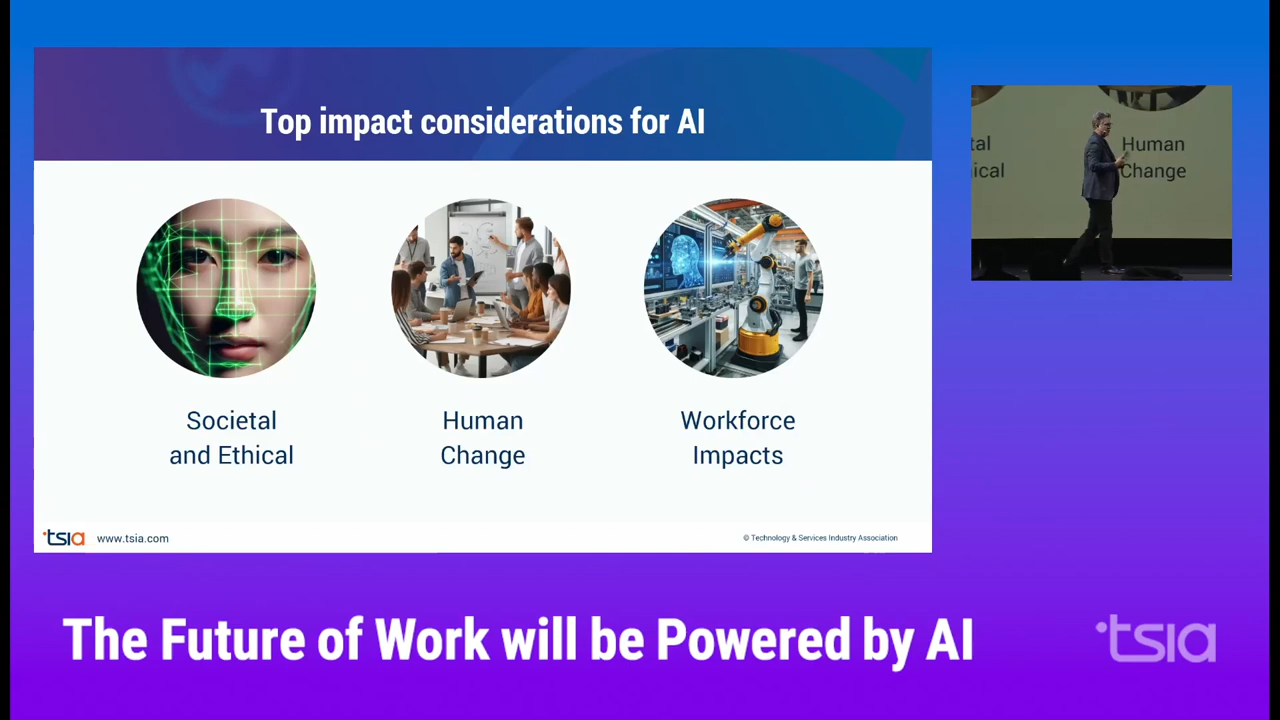 Top impact considerations for AI
Societal
and Ethical
Human
Change
Workforce
Impacts
tsia www.tsia.com
© Technology & Services Industry Association
tal
ical
Human
Change
The Future of Work will be Powered by AI
tsia